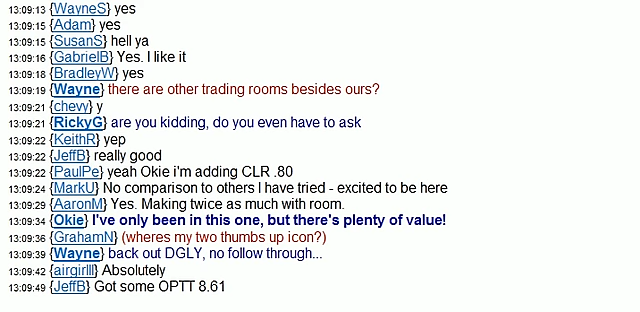 13:09:13 {WayneS} yes
13:09:15 {Adam} yes
13:09:15 {SusanS} hell ya
13:09:16 {GabrielB} Yes. I like it
13:09:18 {BradleyW} yes
13:09:19 {Wayne} there are other trading rooms besides ours?
13:09:21 {chevy} y
13:09:21 {RickyG} are you kidding, do you even have to ask
13:09:22 {KeithR} yep
13:09:22 {JeffB} really good
13:09:22 {PaulPe} yeah Okie i'm adding CLR .80
13:09:24 {MarkU} No comparison to others I have tried - excited to be here
13:09:29 {AaronM} Yes. Making twice as much with room.
13:09:34 {Okie} I've only been in this one, but there's plenty of value!
13:09:36 {GrahamN} (wheres my two thumbs up icon?)
13:09:39 {Wayne} back out DGLY, no follow through...
13:09:42 {airgirlll} Absolutely
13:09:49 {JeffB} Got some OPTT 8.61